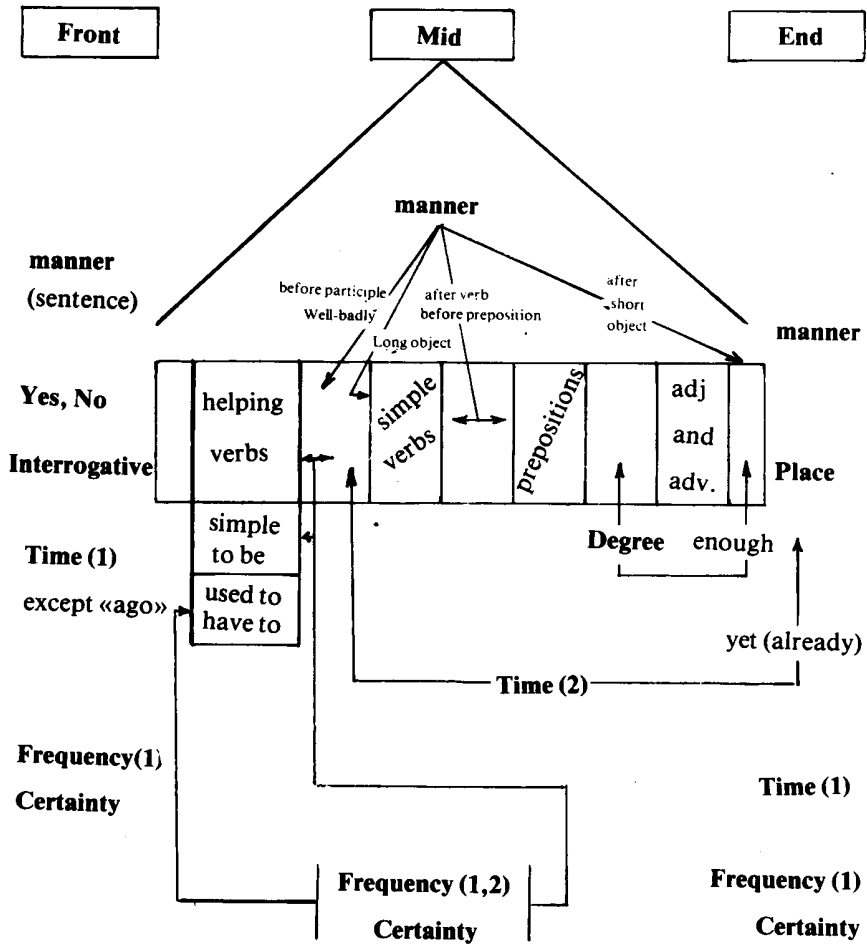 Front
Mid
End
manner
manner
(sentence)
before participle
Well-badly
Long object
after verb
before preposition
after
short
object
manner
Yes, No
Interrogative
helping
verbs
simple
verbs
prepositions
adj
and
adv.
Place
simple
to be
used to
have to
Time (1)
except «ago»
Degree
enough
yet (already)
Time (2)
Frequency(1)
Certainty
Time (1)
Frequency (1,2)
Certainty
Frequency (1)
Certainty